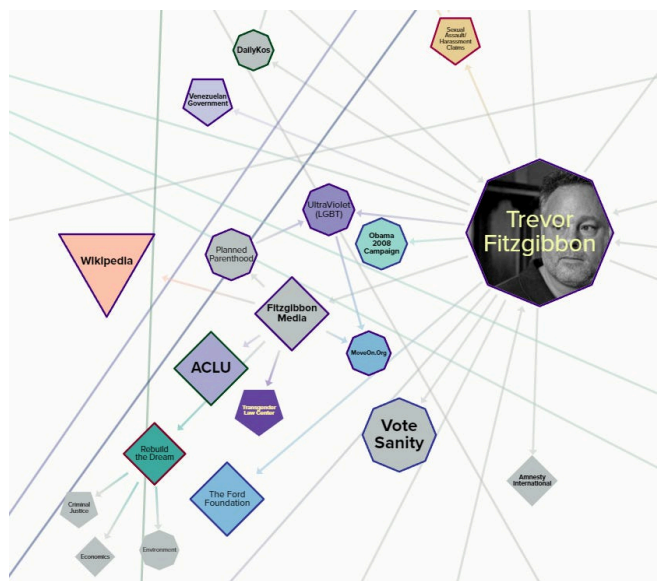 DailyKos
Sexual
Assault/
Harassment
Claims
Venezuelan
Government
UltraViolet
(LGBT)
Trevor
Fitzgibbon
Obama
2008
Campaign
Planned
Parenthood
Wikipedia
Fitzgibbon
Media
MoveOn.Org
ACLU
Transgender
Law Center
Vote
Sanity
Rebuild
the Dream
Amnesty
International
The Ford
Foundation
Criminal
Justice
Economics
Environment